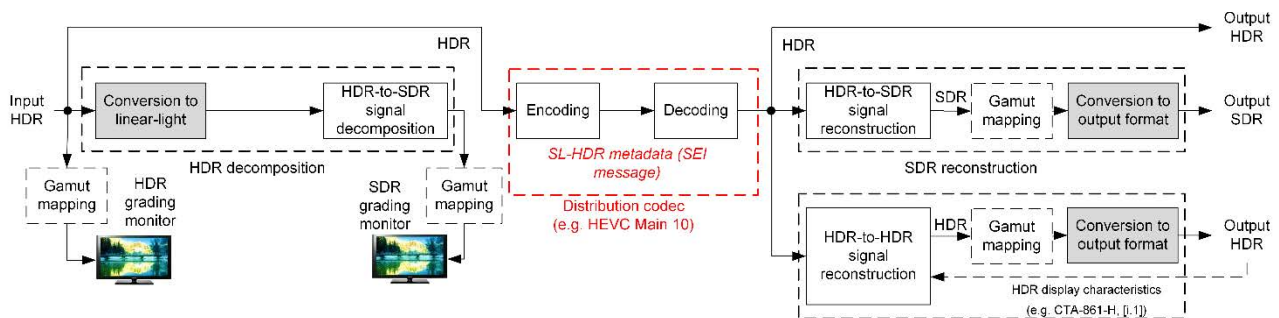 Input
HDR
Conversion to
linear-light
HDR-to-SDR
signal
decomposition
HDR decomposition
Gamut
mapping
HDR
grading
monitor
SDR
grading
monitor
Gamut
mapping
HDR
Encoding
Decoding
SL-HDR metadata (SEI
message)
Distribution codec
(e.g. HEVC Main 10)
HDR
Output
HDR
HDR-to-SDR
signal
reconstruction
SDR
Gamut
mapping
Conversion to
output format
Output
SDR
SDR reconstruction
HDR-to-HDR
signal
reconstruction
HDR
Gamut
mapping
Conversion to
output format
Output
HDR
HDR display characteristics
(e.g. CTA-861-H, [i.1])